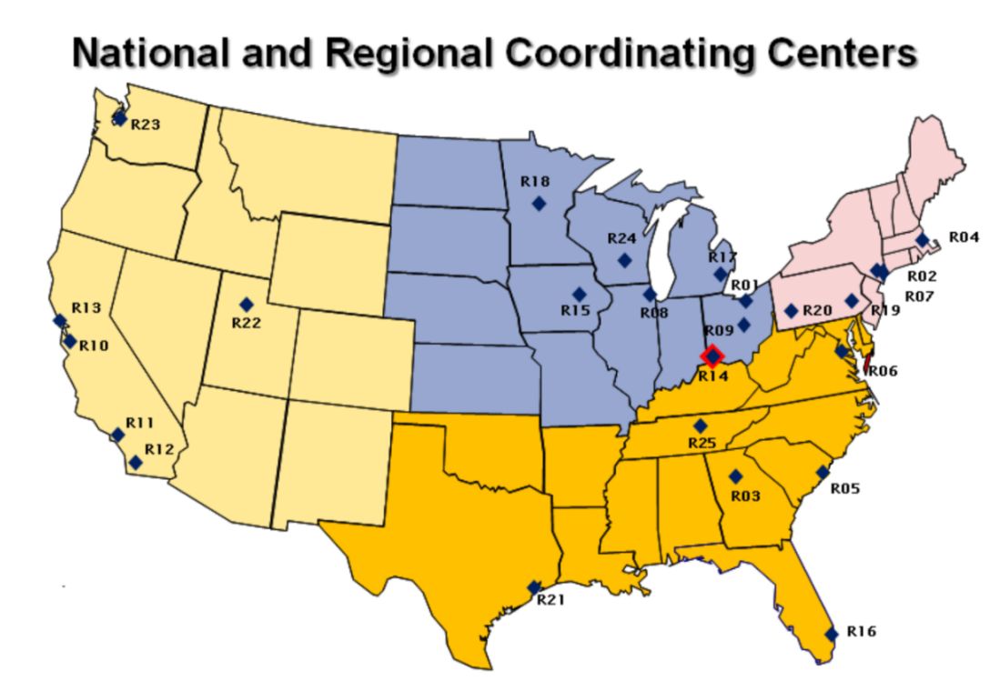 National and Regional Coordinating Centers
R23
R18
R04
R24
R17
R02
R01
R07
R13
R22
R15
R08
R20
R19
R09
R10
R14
R06
R11
R12
R25
R03
R05
R21
R16